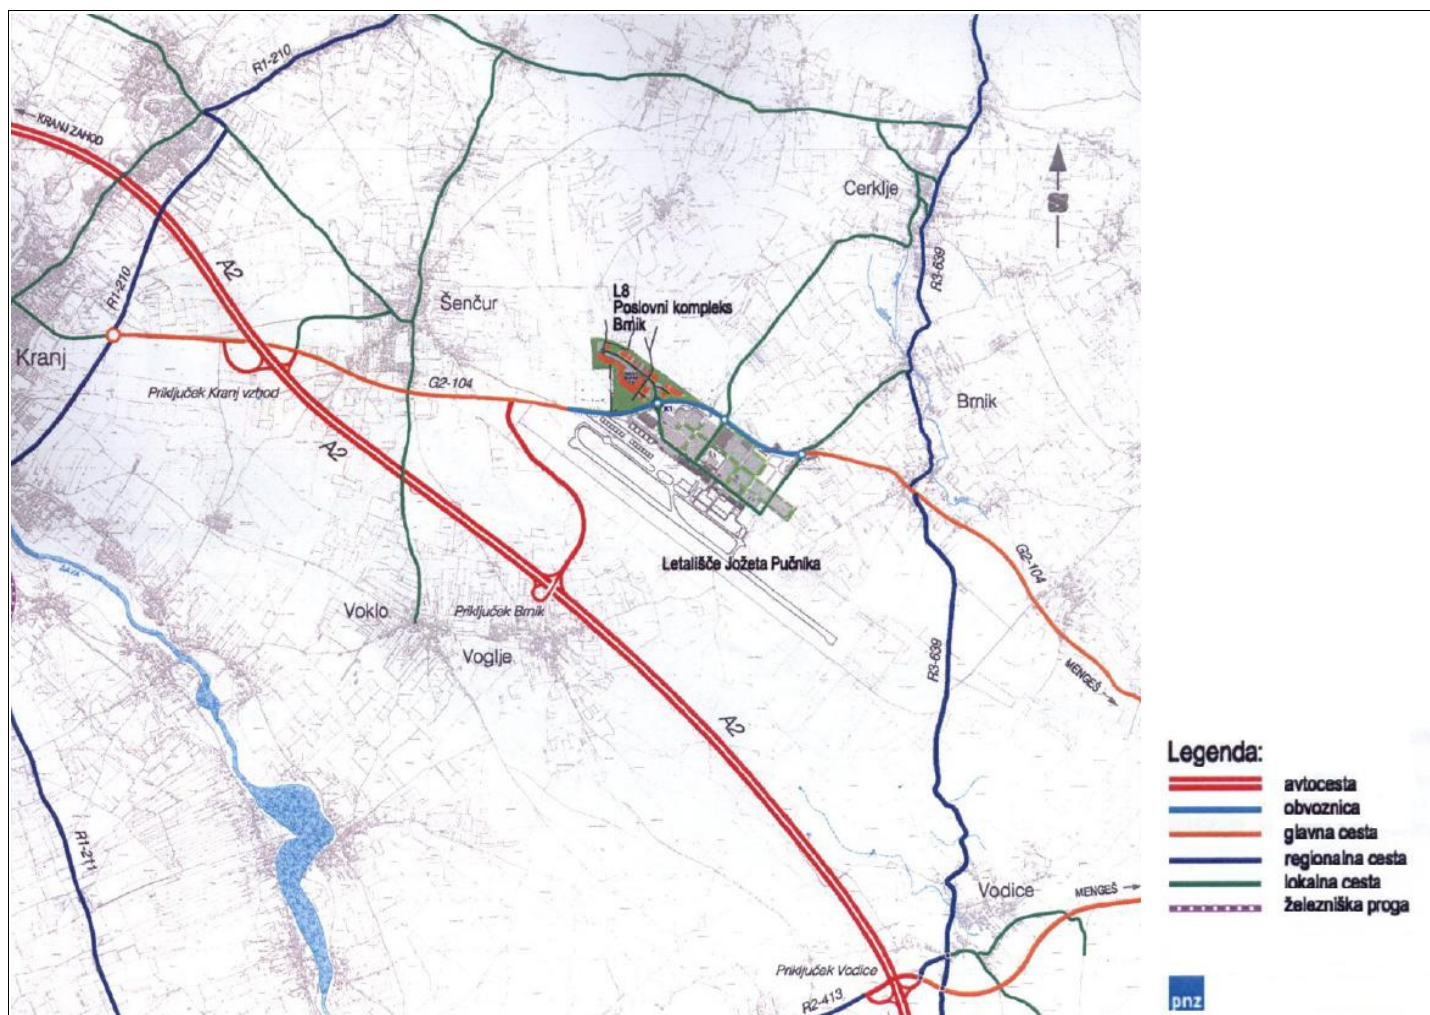 R1-210
KRANJ ZAHOD
Cerklje
S
A2
R3-639
R1-210
L8
Poslovni kompleks
Brnik
Šenčur
Kranj
Priključek Kranj vzhod
G2-104
K1
Brnik
A2
G2-104
Letališče Jožeta Pučnika
SAVA
Voklo
Priključek Brnik
Voglje
R3-639
MENGEŠ
A2
Legenda:
avtocesta
obvoznica
glavna cesta
regionalna cesta
lokalna cesta
železniška proga
R1-211
Vodice
MENGEŠ
Priključek Vodice
R2-413
pnz